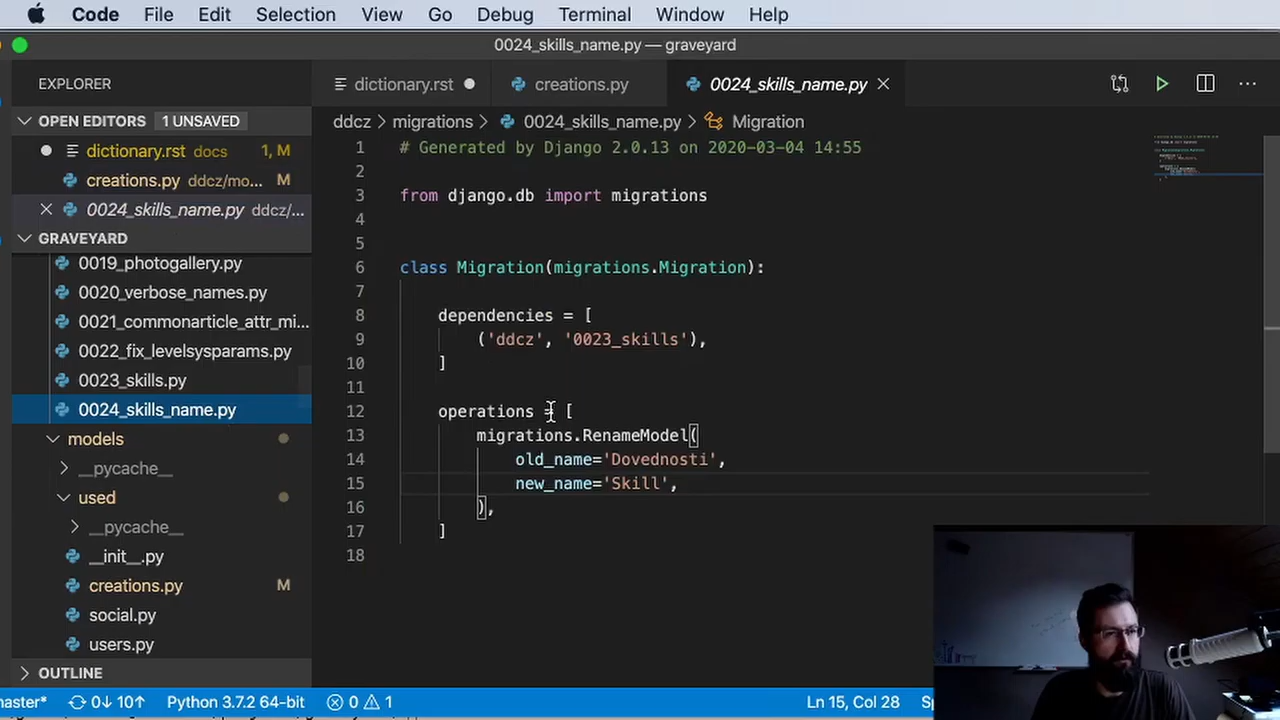 Code File Edit Selection View Go Debug Terminal Window Help
0024_skills_name.py — graveyard
EXPLORER
dictionary.rst
creations.py
0024_skills_name.py
OPEN EDITORS 1 UNSAVED
ddcz > migrations > 0024_skills_name.py > Migration
dictionary.rst docs 1, M
creations.py ddcz/mo... M
0024_skills_name.py ddcz/...
GRAVEYARD
0019_photogallery.py
0020_verbose_names.py
0021_commonarticle_attr_mi...
0022_fix_levelsysparams.py
0023_skills.py
0024_skills_name.py
models
__pycache__
used
__pycache__
__init__.py
creations.py M
social.py
users.py
OUTLINE
1 # Generated by Django 2.0.13 on 2020-03-04 14:55
2
3 from django.db import migrations
4
5
6 class Migration(migrations.Migration):
7
8 dependencies = [
9 ('ddcz', '0023_skills'),
10 ]
11
12 operations = [
13 migrations.RenameModel(
14 old_name='Dovednosti',
15 new_name='Skill',
16 ),
17 ]
18
naster* 0↓ 10↑ Python 3.7.2 64-bit 0 1 Ln 15, Col 28 Sp